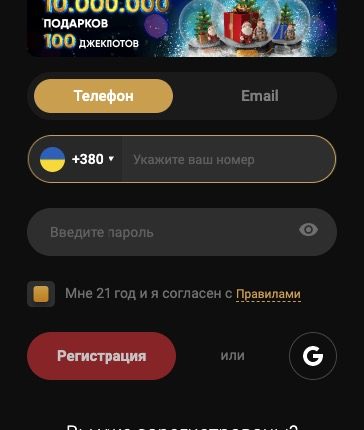 10.000.000
ПОДАРКОВ
100 ДЖЕКПОТОВ
Телефон
Email
+380
Укажите ваш номер
Введите пароль
Мне 21 год и я согласен с Правилами
Регистрация
или
G